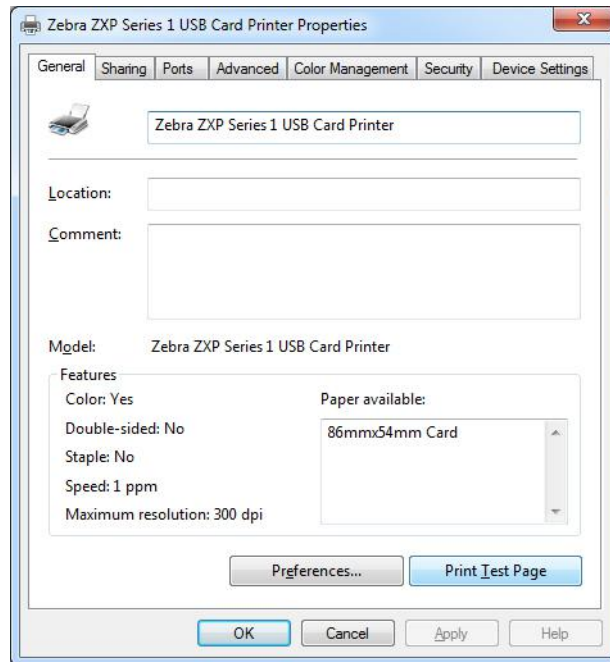 Zebra ZXP Series 1 USB Card Printer Properties
General Sharing Ports Advanced Color Management Security Device Settings
Zebra ZXP Series 1 USB Card Printer
Location:
Comment:
Model: Zebra ZXP Series 1 USB Card Printer
Features
Color: Yes Paper available:
Double-sided: No 86mmx54mm Card
Staple: No
Speed: 1 ppm
Maximum resolution: 300 dpi
Preferences... Print Test Page
OK Cancel Apply Help